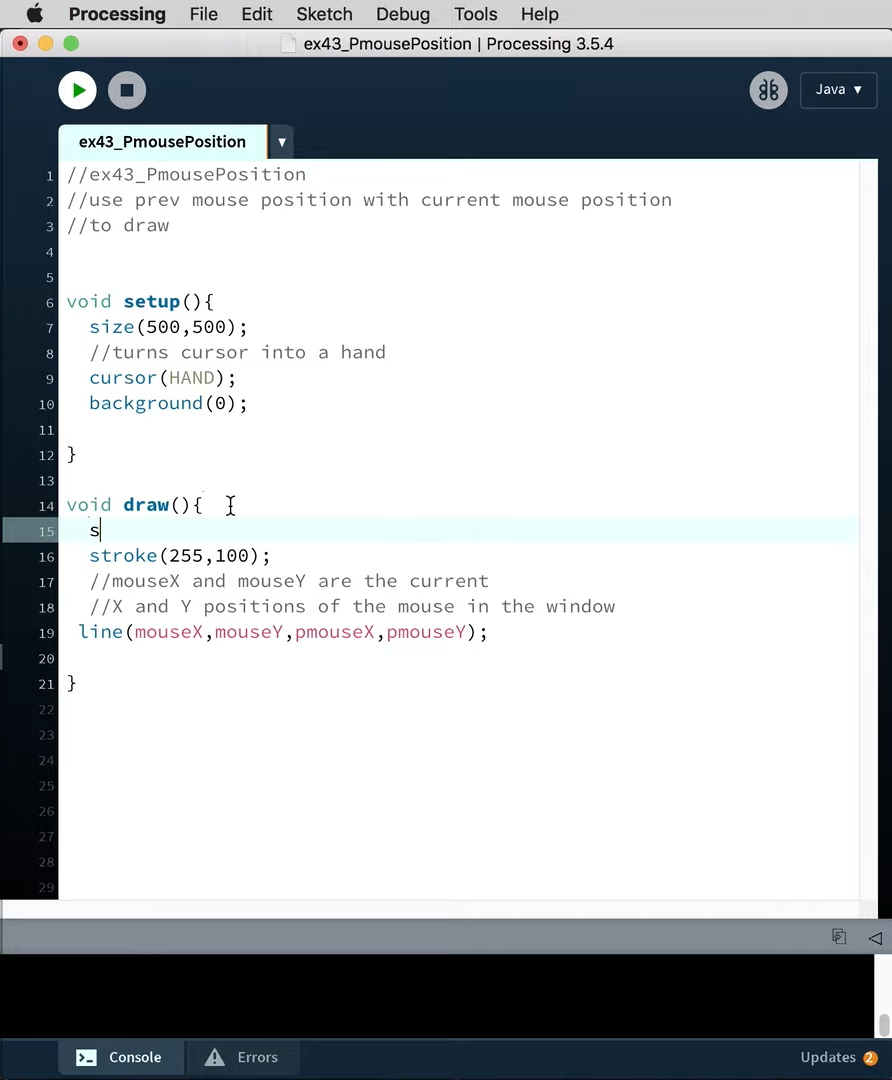 Processing File Edit Sketch Debug Tools Help
ex43_PmousePosition | Processing 3.5.4
Java ▼
ex43_PmousePosition ▼
1 //ex43_PmousePosition
2 //use prev mouse position with current mouse position
3 //to draw
4
5
6 void setup(){
7 size(500,500);
8 //turns cursor into a hand
9 cursor(HAND);
10 background(0);
11
12 }
13
14 void draw(){
15 s
16 stroke(255,100);
17 //mouseX and mouseY are the current
18 //X and Y positions of the mouse in the window
19 line(mouseX,mouseY,pmouseX,pmouseY);
20
21 }
22
23
24
25
26
27
28
29
>_ Console Errors Updates 2